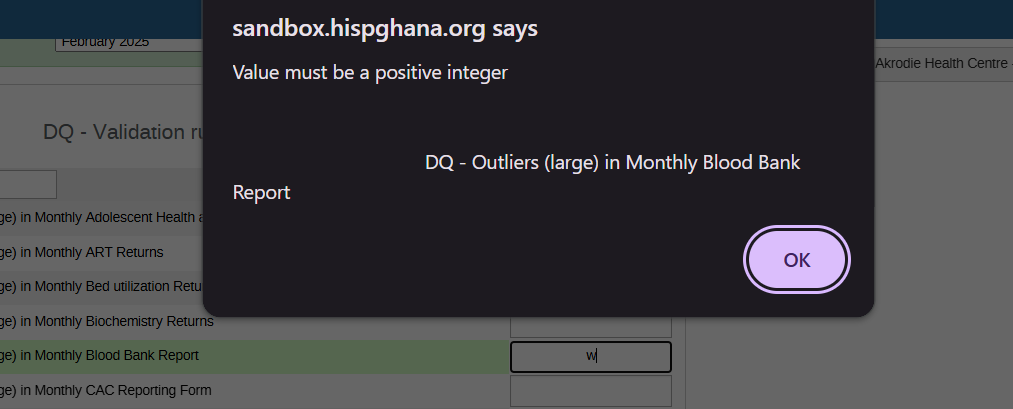 sandbox.hispghana.org says
Value must be a positive integer
DQ - Outliers (large) in Monthly Blood Bank
Report
OK
February 2025
Akrodie Health Centre -
DQ - Validation ru
ge) in Monthly Adolescent Health a
ge) in Monthly ART Returns
ge) in Monthly Bed utilization Retu
ge) in Monthly Biochemistry Returns
ge) in Monthly Blood Bank Report
w
ge) in Monthly CAC Reporting Form